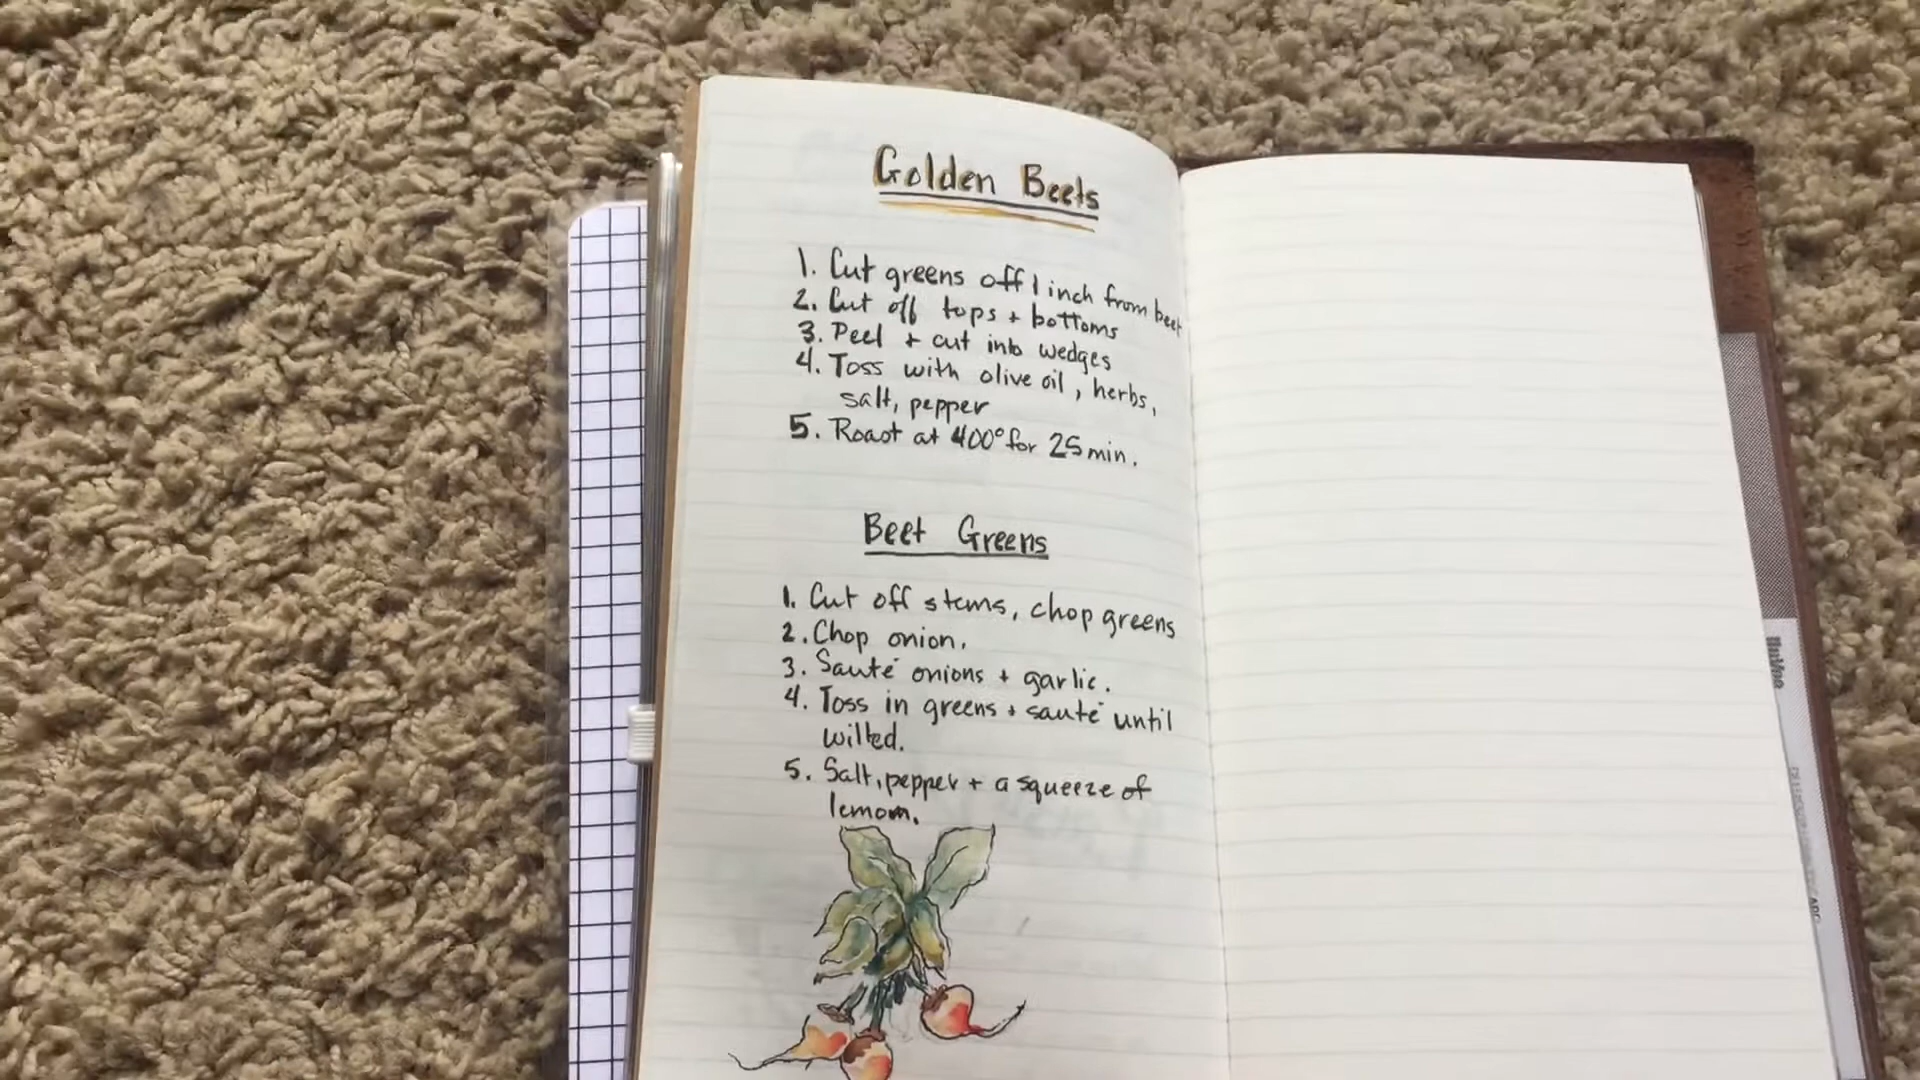 Golden Beets
1. Cut greens off 1 inch from beet
2. Cut off tops + bottoms
3. Peel + cut into wedges
4. Toss with olive oil, herbs,
salt, pepper
5. Roast at 400° for 25 min.
Beet Greens
1. Cut off stems, chop greens
2. Chop onion.
3. Sauté onions + garlic.
4. Toss in greens + sauté until
wilted.
5. Salt, pepper + a squeeze of
lemom.